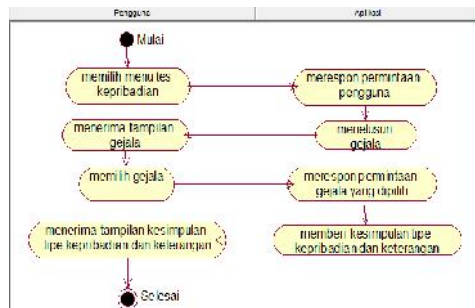 Pengguna
Aplikasi
Mulai
memilih menu tes
kepribadian
merespon permintaan
pengguna
menerima tampilan
gejala
menelusuri
gejala
memilih gejala
merespon permintaan
gejala yang dipilih
menerima tampilan kesimpulan
tipe kepribadian dan keterangan
memberi kesimpulan tipe
kepribadian dan keterangan
Selesai